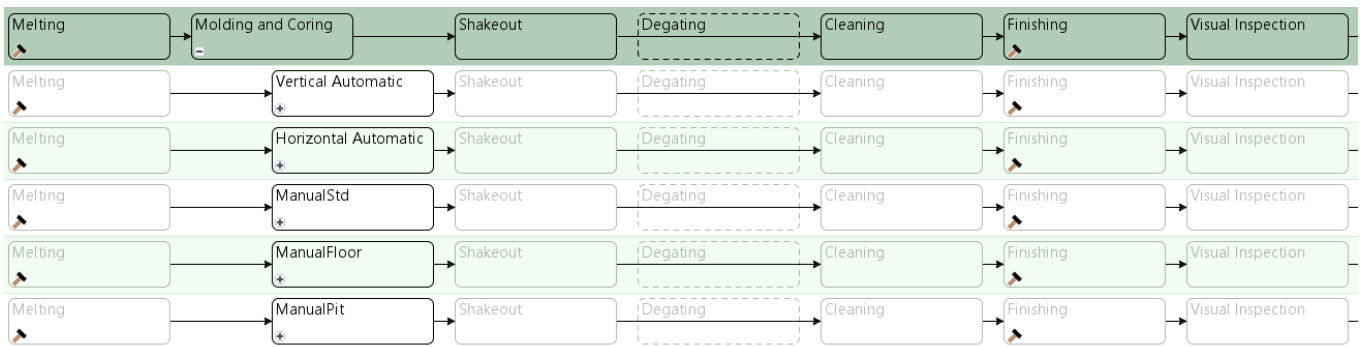 Melting Molding and Coring Shakeout Degating Cleaning Finishing Visual Inspection
Melting Vertical Automatic Shakeout Degating Cleaning Finishing Visual Inspection
Melting Horizontal Automatic Shakeout Degating Cleaning Finishing Visual Inspection
Melting ManualStd Shakeout Degating Cleaning Finishing Visual Inspection
Melting ManualFloor Shakeout Degating Cleaning Finishing Visual Inspection
Melting ManualPit Shakeout Degating Cleaning Finishing Visual Inspection